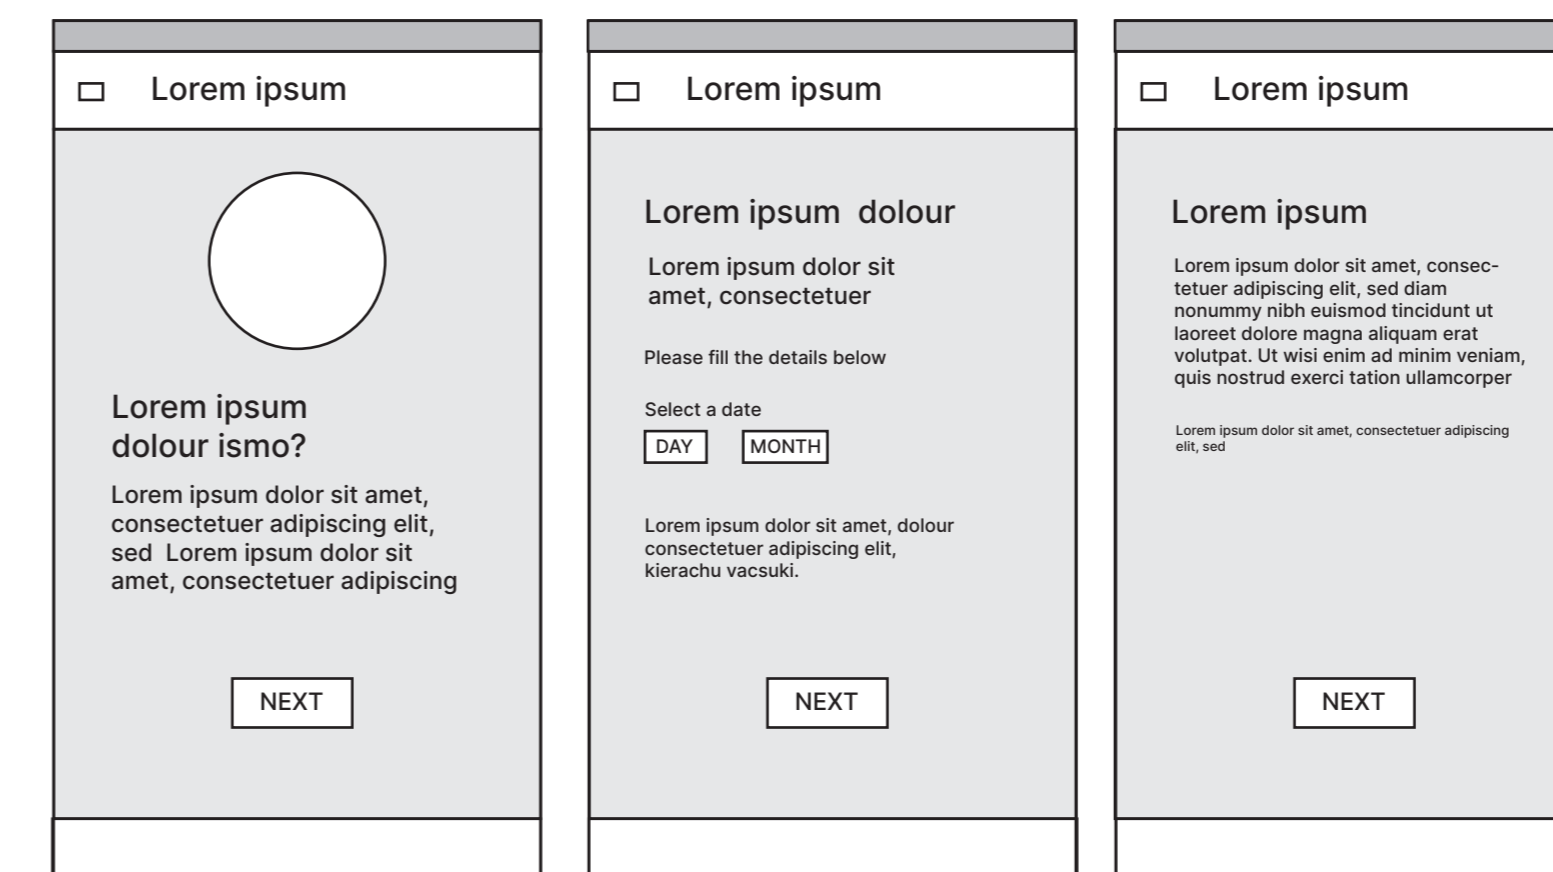 Lorem ipsum
Lorem ipsum
dolour ismo?
Lorem ipsum dolor sit amet,
consectetuer adipiscing elit,
sed  Lorem ipsum dolor sit
amet, consectetuer adipiscing
NEXT
Lorem ipsum
Lorem ipsum  dolour
Lorem ipsum dolor sit
amet, consectetuer
Please fill the details below
Select a date
DAY MONTH
Lorem ipsum dolor sit amet, dolour
consectetuer adipiscing elit,
kierachu vacsuki.
NEXT
Lorem ipsum
Lorem ipsum
Lorem ipsum dolor sit amet, consec-
tetuer adipiscing elit, sed diam
nonummy nibh euismod tincidunt ut
laoreet dolore magna aliquam erat
volutpat. Ut wisi enim ad minim veniam,
quis nostrud exerci tation ullamcorper
Lorem ipsum dolor sit amet, consectetuer adipiscing
elit, sed
NEXT